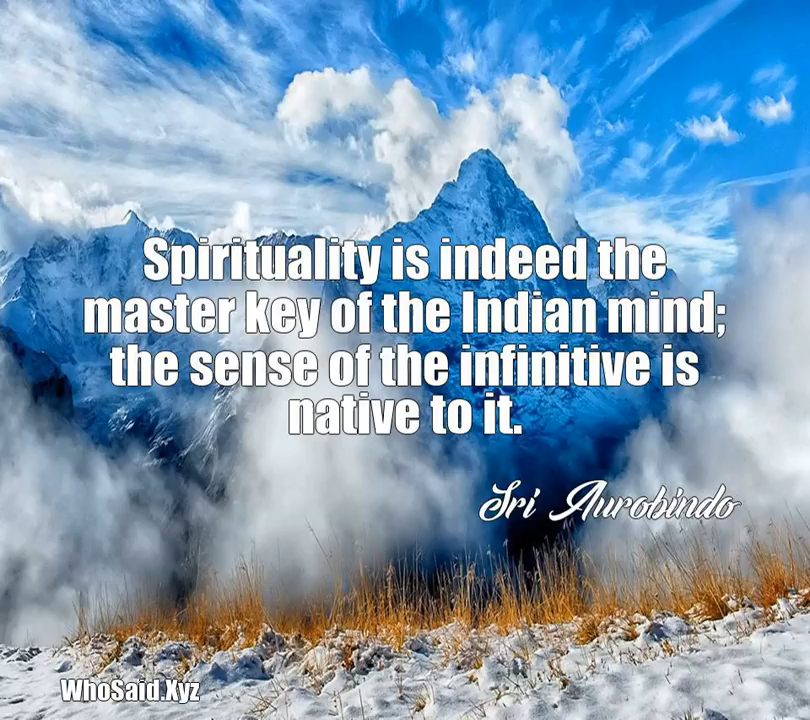 Spirituality is indeed the
master key of the Indian mind;
the sense of the infinitive is
native to it.
Sri Aurobindo
WhoSaid.Xyz